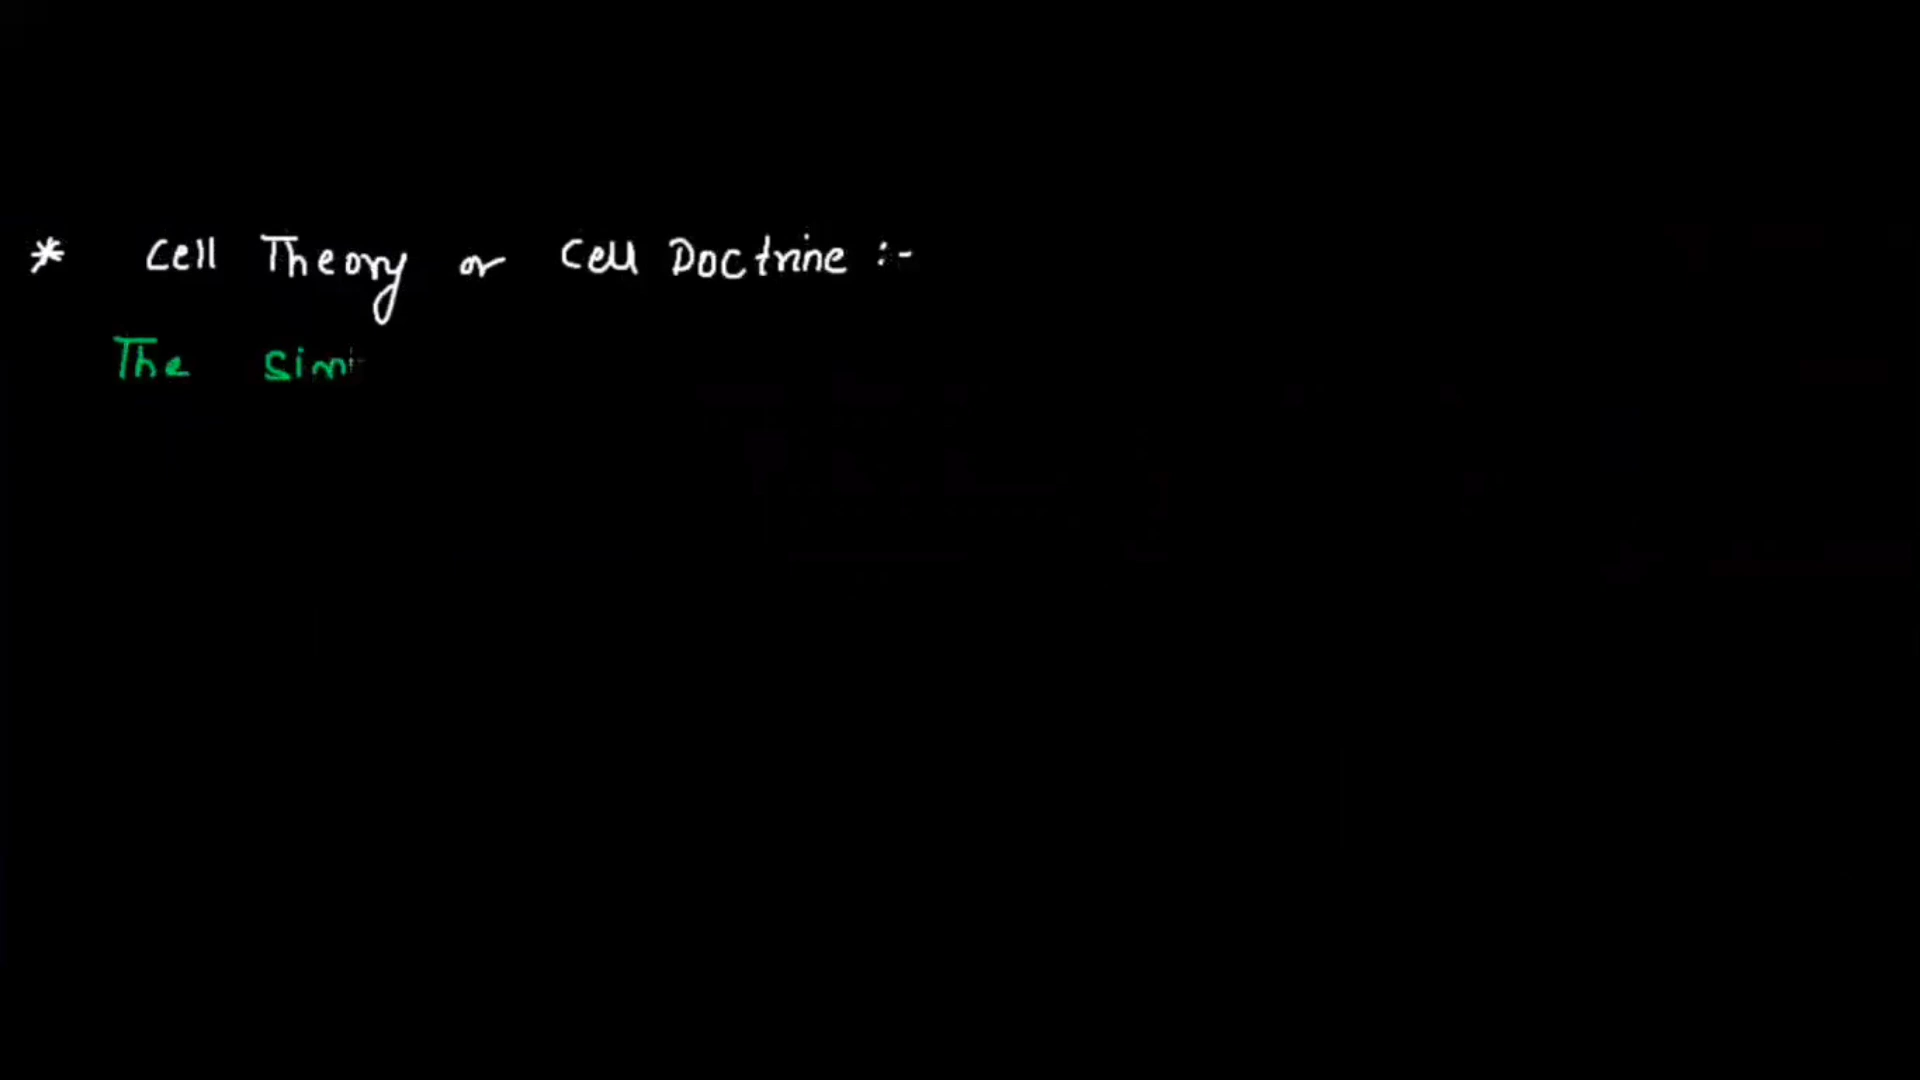 * Cell Theory or Cell Doctrine :-
The